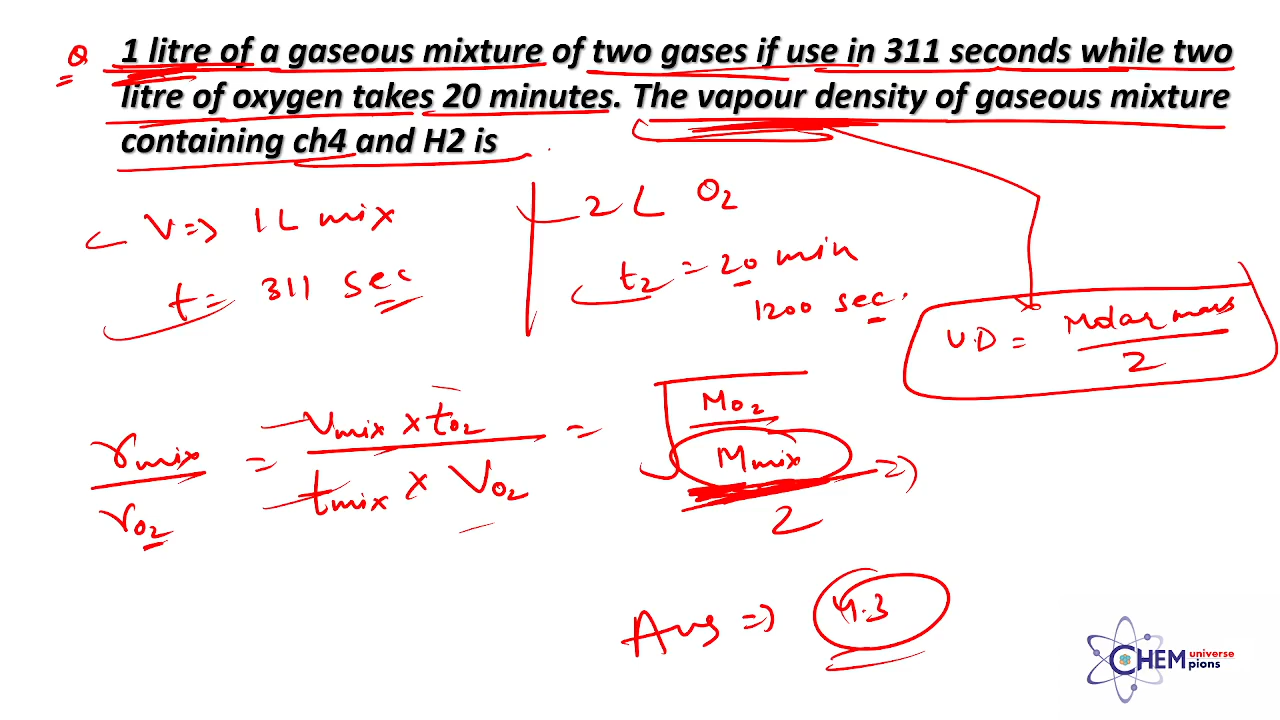 Q 1 litre of a gaseous mixture of two gases if use in 311 seconds while two
litre of oxygen takes 20 minutes. The vapour density of gaseous mixture
containing ch4 and H2 is
V => 1L mix
t = 311 sec
2 L O2
t2 = 20 min
1200 sec.
V.D = Molar mass / 2
rmix / rO2 = Vmix × tO2 / tmix × VO2 = √ MO2 / Mmix =>
2
Ans => 4.3
CHEM universe pions